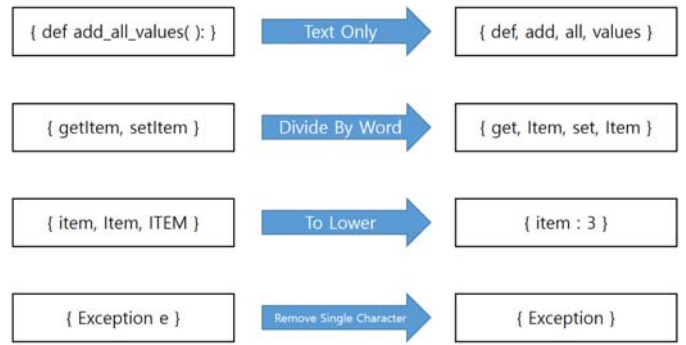 { def add_all_values( ): }
Text Only
{ def, add, all, values }
{ getItem, setItem }
Divide By Word
{ get, Item, set, Item }
{ item, Item, ITEM }
To Lower
{ item : 3 }
{ Exception e }
Remove Single Character
{ Exception }